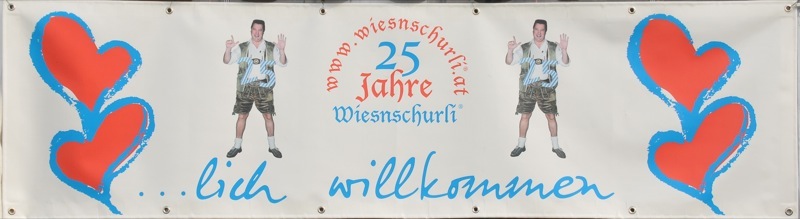 www.wiesnschurli.at
25
Jahre
Wiesnschurli®
...lich willkommen